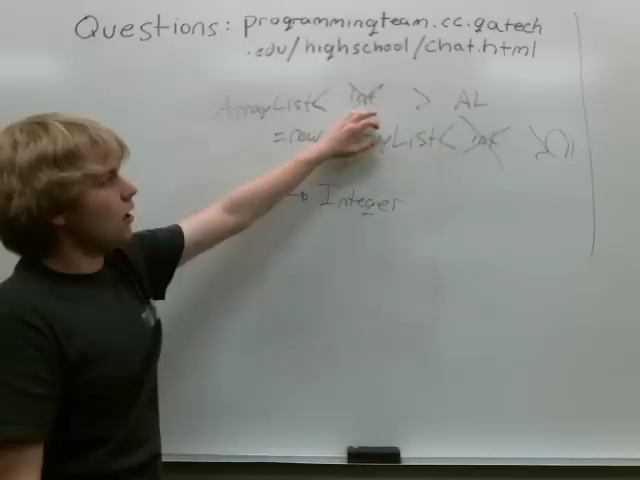 Questions: programmingteam.cc.gatech
.edu/highschool/chat.html
ArrayList< int > AL
= new ArrayList< int >();
→ Integer